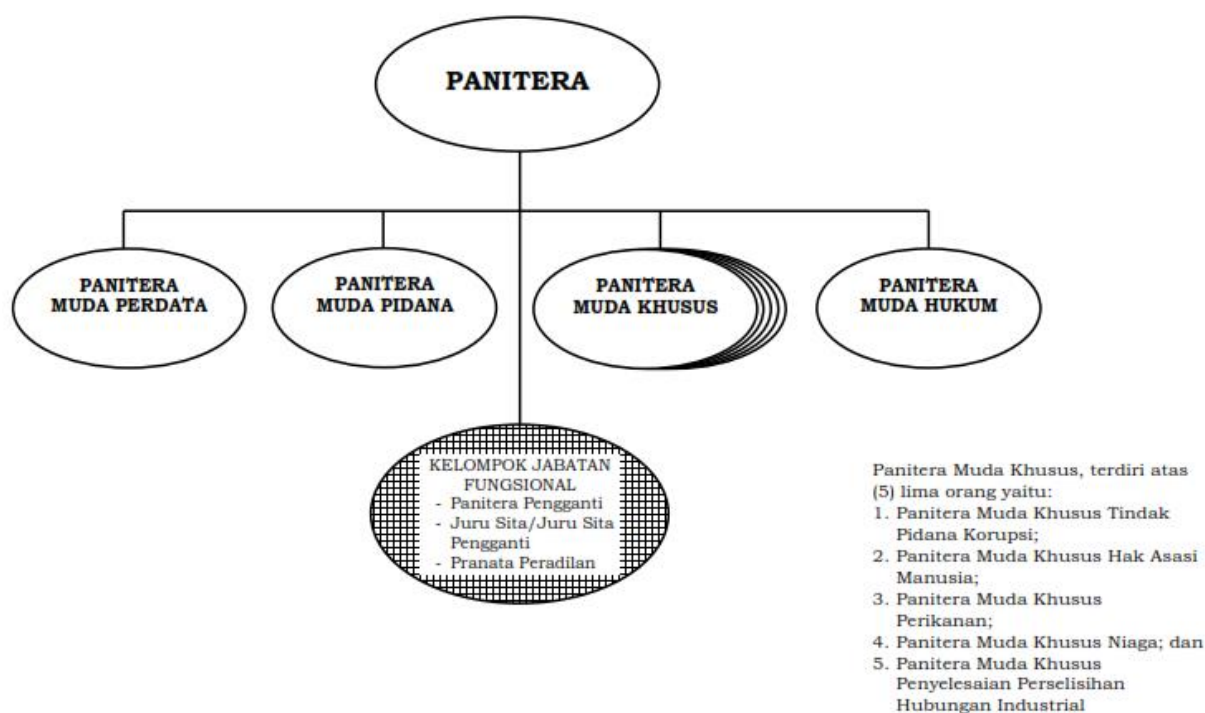 PANITERA
PANITERA
MUDA PERDATA
PANITERA
MUDA PIDANA
PANITERA
MUDA KHUSUS
PANITERA
MUDA HUKUM
KELOMPOK JABATAN
FUNGSIONAL
- Panitera Pengganti
- Juru Sita/Juru Sita
Pengganti
- Pranata Peradilan
Panitera Muda Khusus, terdiri atas
(5) lima orang yaitu:
1. Panitera Muda Khusus Tindak
Pidana Korupsi;
2. Panitera Muda Khusus Hak Asasi
Manusia;
3. Panitera Muda Khusus
Perikanan;
4. Panitera Muda Khusus Niaga; dan
5. Panitera Muda Khusus
Penyelesaian Perselisihan
Hubungan Industrial